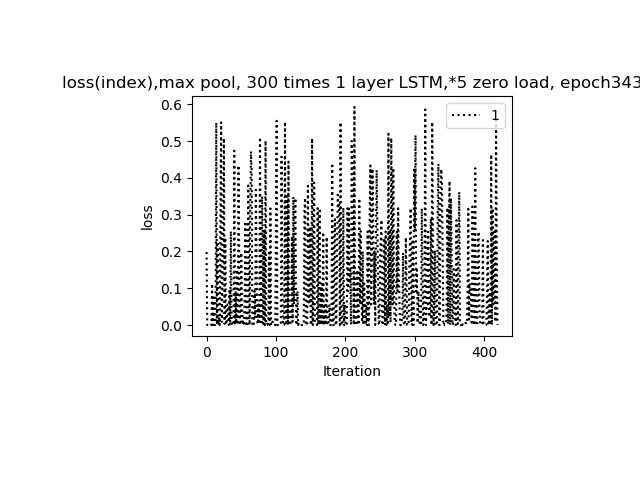 loss(index),max pool, 300 times 1 layer LSTM,*5 zero load, epoch343
0.6
0.5
0.4
0.3
0.2
0.1
0.0
loss
1
0 100 200 300 400
Iteration